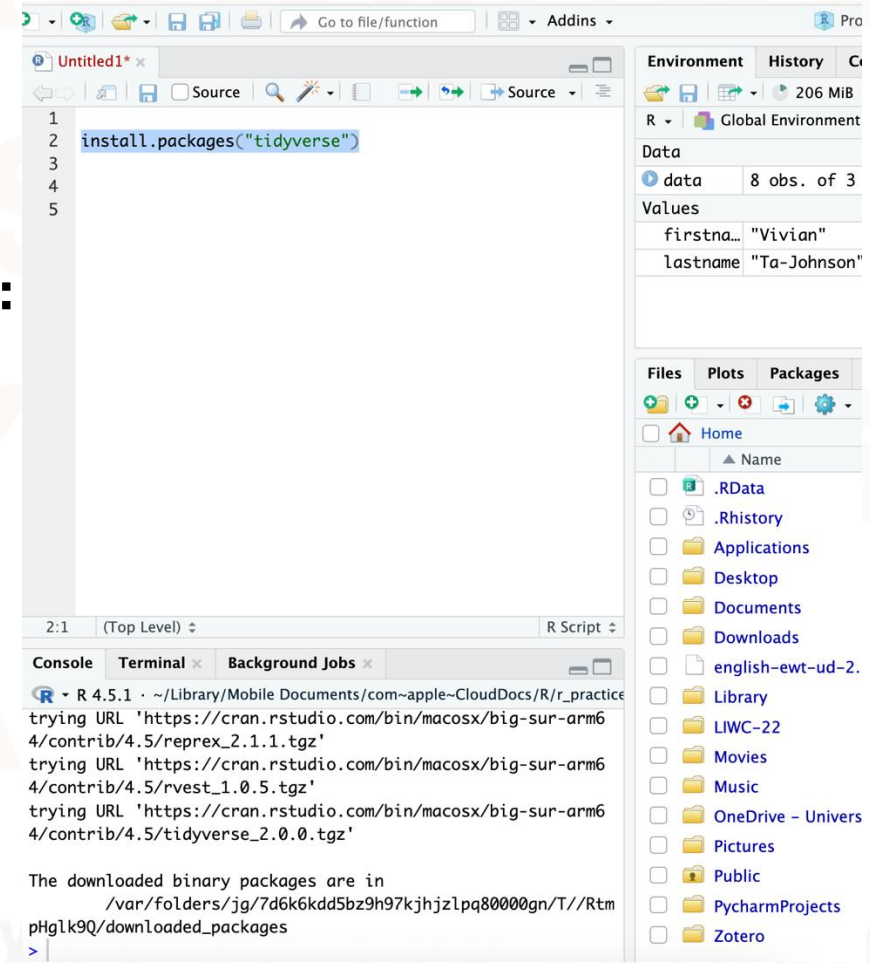 Go to file/function
Addins
Pro
Untitled1*
Source
Source
1
2 install.packages("tidyverse")
3
4
5
2:1 (Top Level) R Script
Console Terminal Background Jobs
R 4.5.1 · ~/Library/Mobile Documents/com~apple~CloudDocs/R/r_practice
trying URL 'https://cran.rstudio.com/bin/macosx/big-sur-arm6
4/contrib/4.5/reprex_2.1.1.tgz'
trying URL 'https://cran.rstudio.com/bin/macosx/big-sur-arm6
4/contrib/4.5/rvest_1.0.5.tgz'
trying URL 'https://cran.rstudio.com/bin/macosx/big-sur-arm6
4/contrib/4.5/tidyverse_2.0.0.tgz'
The downloaded binary packages are in
/var/folders/jg/7d6k6kdd5bz9h97kjhjzlpq80000gn/T//Rtm
pHglk9Q/downloaded_packages
>
Environment History C
206 MiB
R Global Environment
Data
data 8 obs. of 3
Values
firstna… "Vivian"
lastname "Ta-Johnson"
Files Plots Packages
Home
Name
.RData
.Rhistory
Applications
Desktop
Documents
Downloads
english-ewt-ud-2.
Library
LIWC-22
Movies
Music
OneDrive - Univers
Pictures
Public
PycharmProjects
Zotero
: